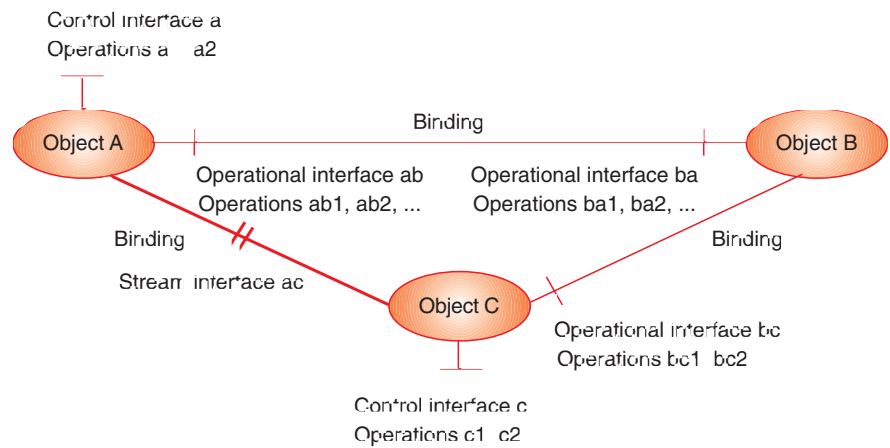 Control interface a
Operations a a2
Object A
Binding
Object B
Operational interface ab
Operations ab1, ab2, ...
Operational interface ba
Operations ba1, ba2, ...
Binding
Binding
Stream interface ac
Object C
Operational interface bc
Operations bc1 bc2
Control interface c
Operations c1 c2